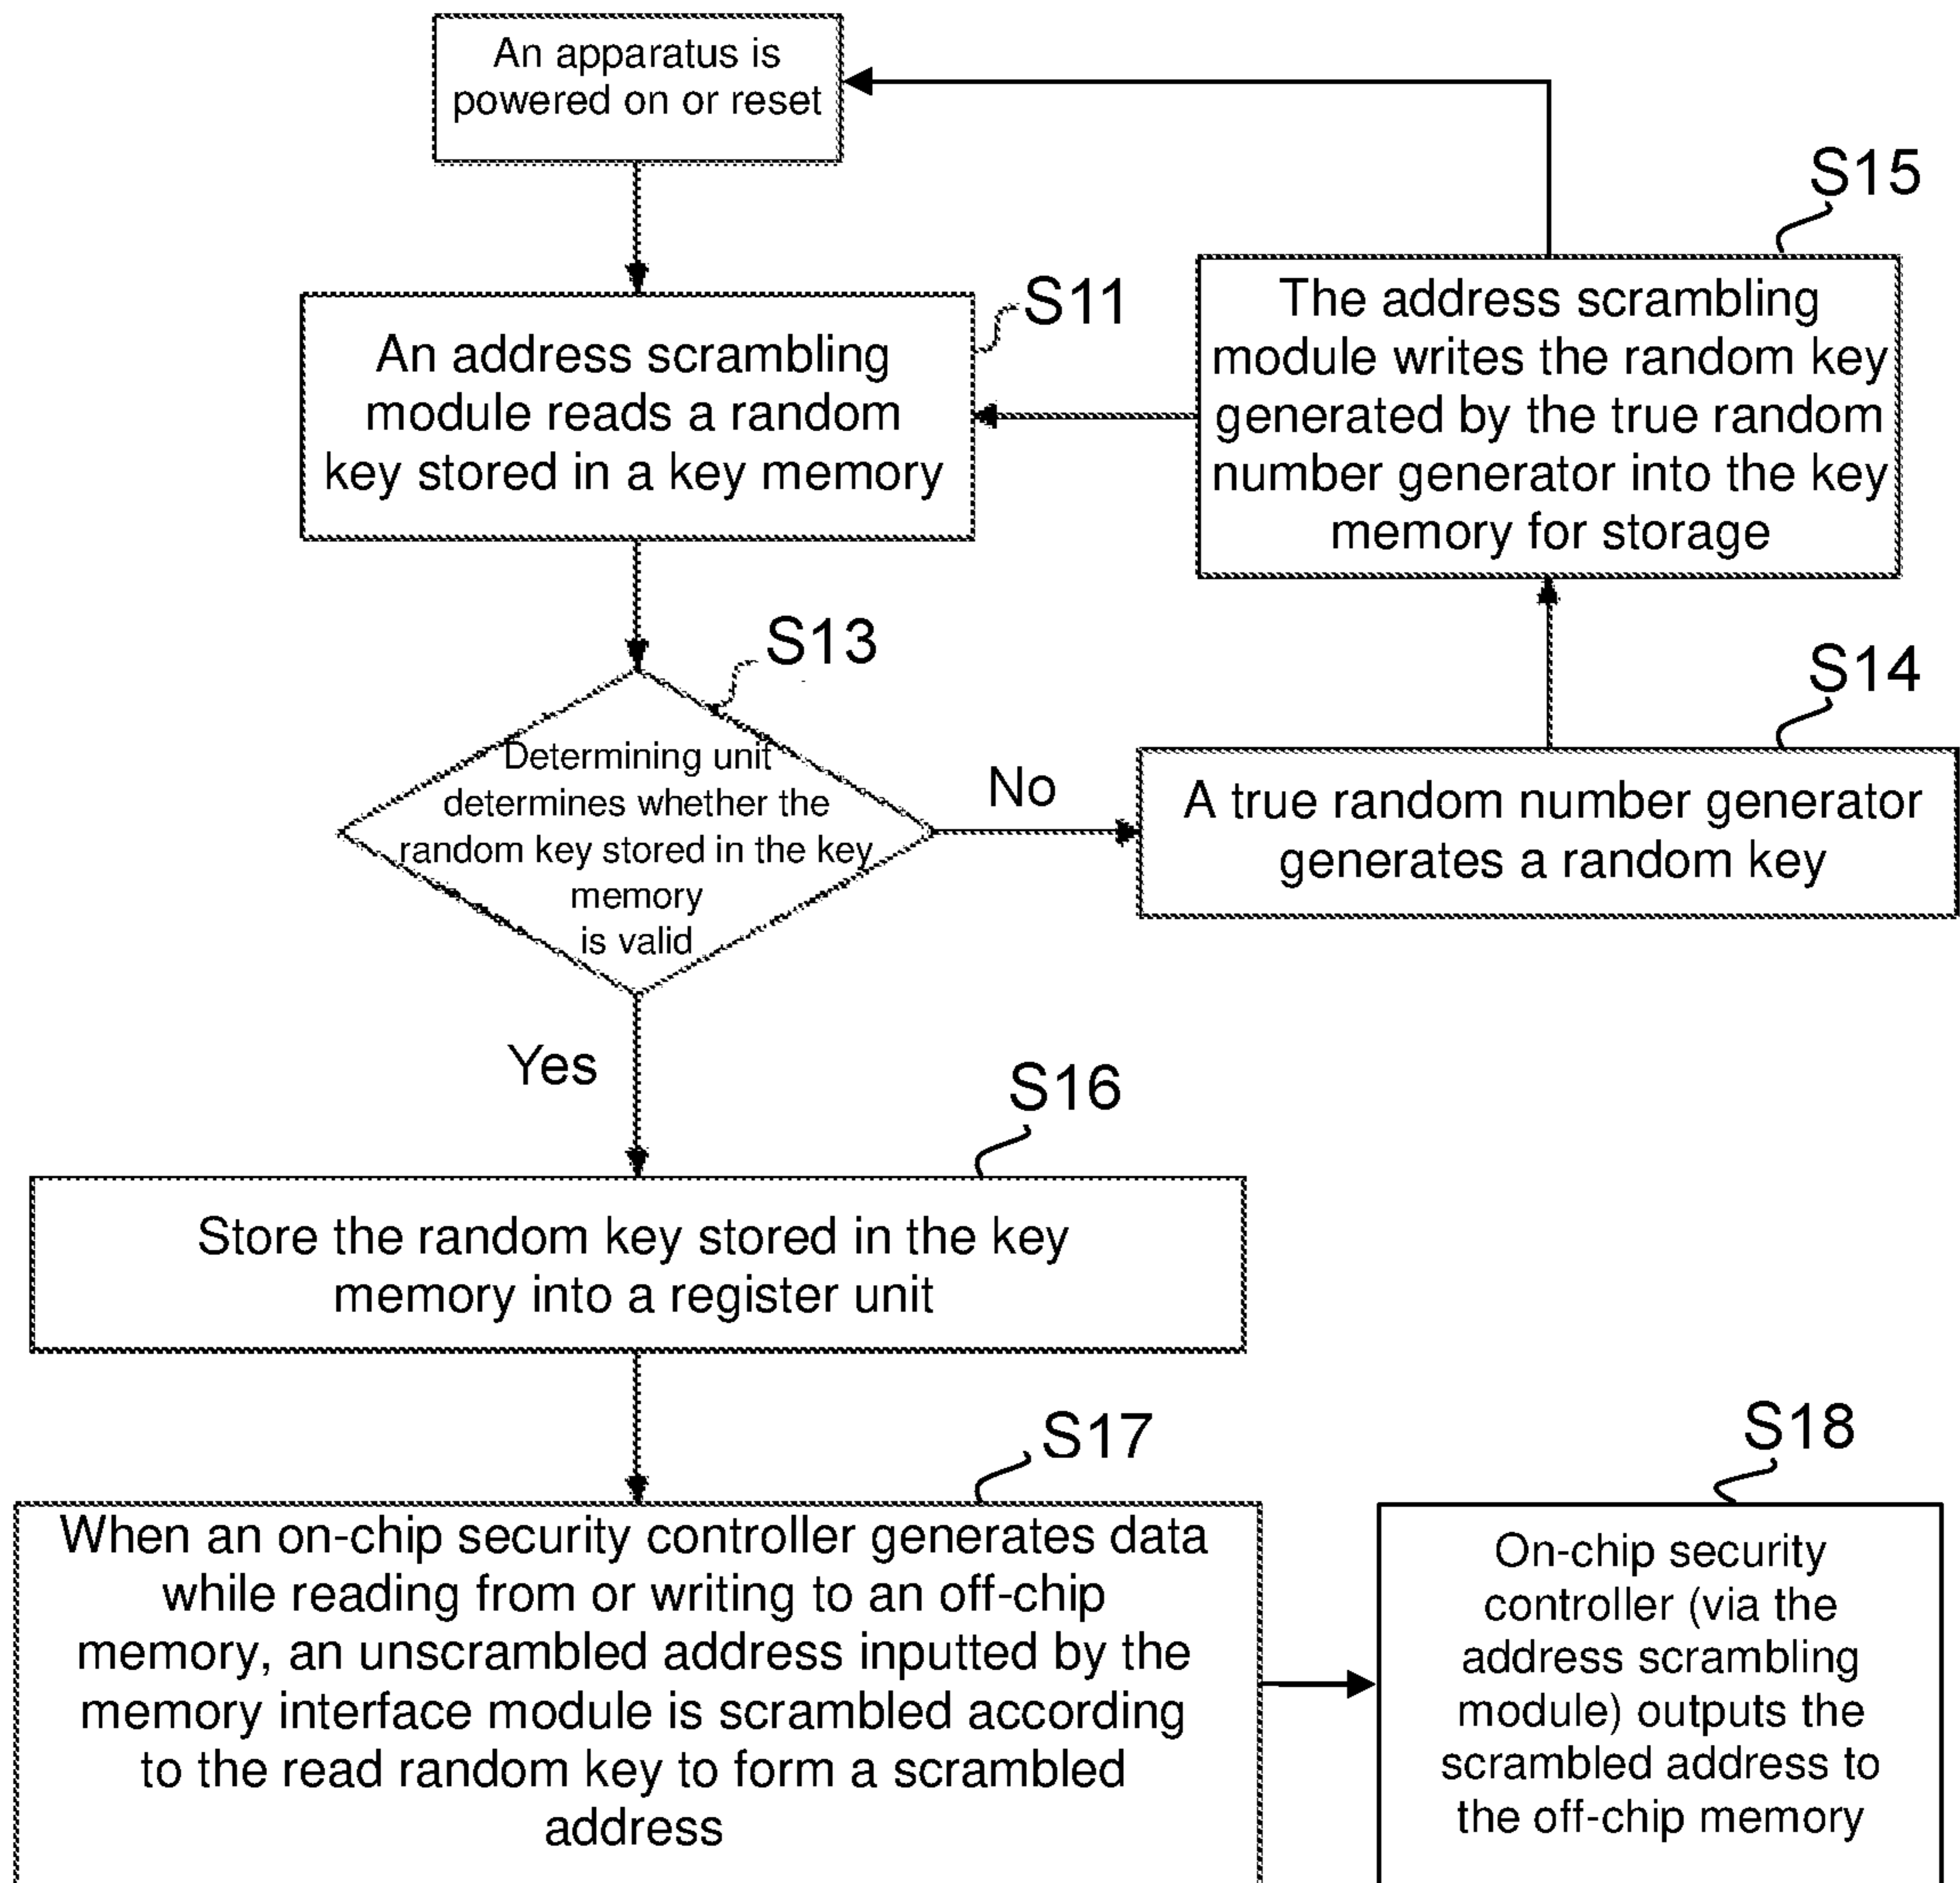 An apparatus is
powered on or reset
S15
S11
An address scrambling
module reads a random
key stored in a key memory
The address scrambling
module writes the random key
generated by the true random
number generator into the key
memory for storage
S13
S14
Determining unit
determines whether the
random key stored in the key
memory
is valid
No
A true random number generator
generates a random key
Yes
S16
Store the random key stored in the key
memory into a register unit
S17
S18
When an on-chip security controller generates data
while reading from or writing to an off-chip
memory, an unscrambled address inputted by the
memory interface module is scrambled according
to the read random key to form a scrambled
address
On-chip security
controller (via the
address scrambling
module) outputs the
scrambled address to
the off-chip memory